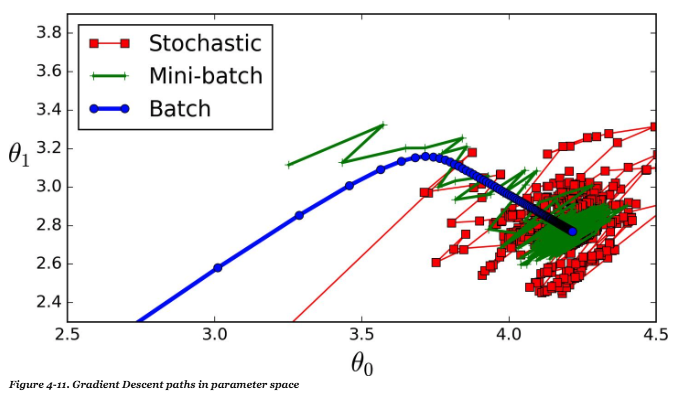 3.8
3.6
3.4
3.2
3.0
2.8
2.6
2.4
θ1
Stochastic
Mini-batch
Batch
2.5 3.0 3.5 4.0 4.5
θ0
Figure 4-11. Gradient Descent paths in parameter space